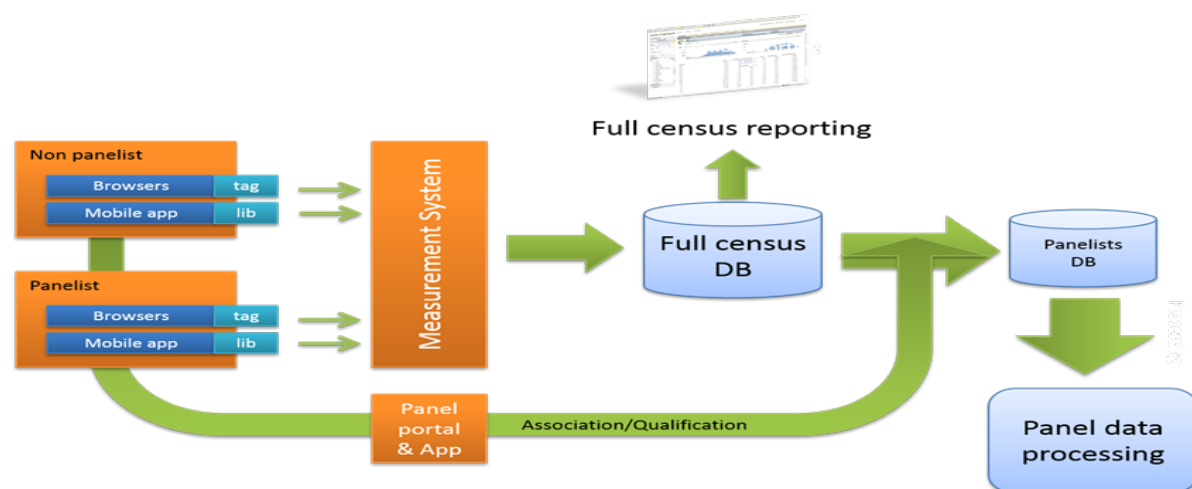 Full census reporting
Non panelist
Browsers tag
Mobile app lib
Panelist
Browsers tag
Mobile app lib
Measurement System
Full census
DB
Panelists
DB
Processing
Panel
portal
& App
Association/Qualification
Panel data
processing